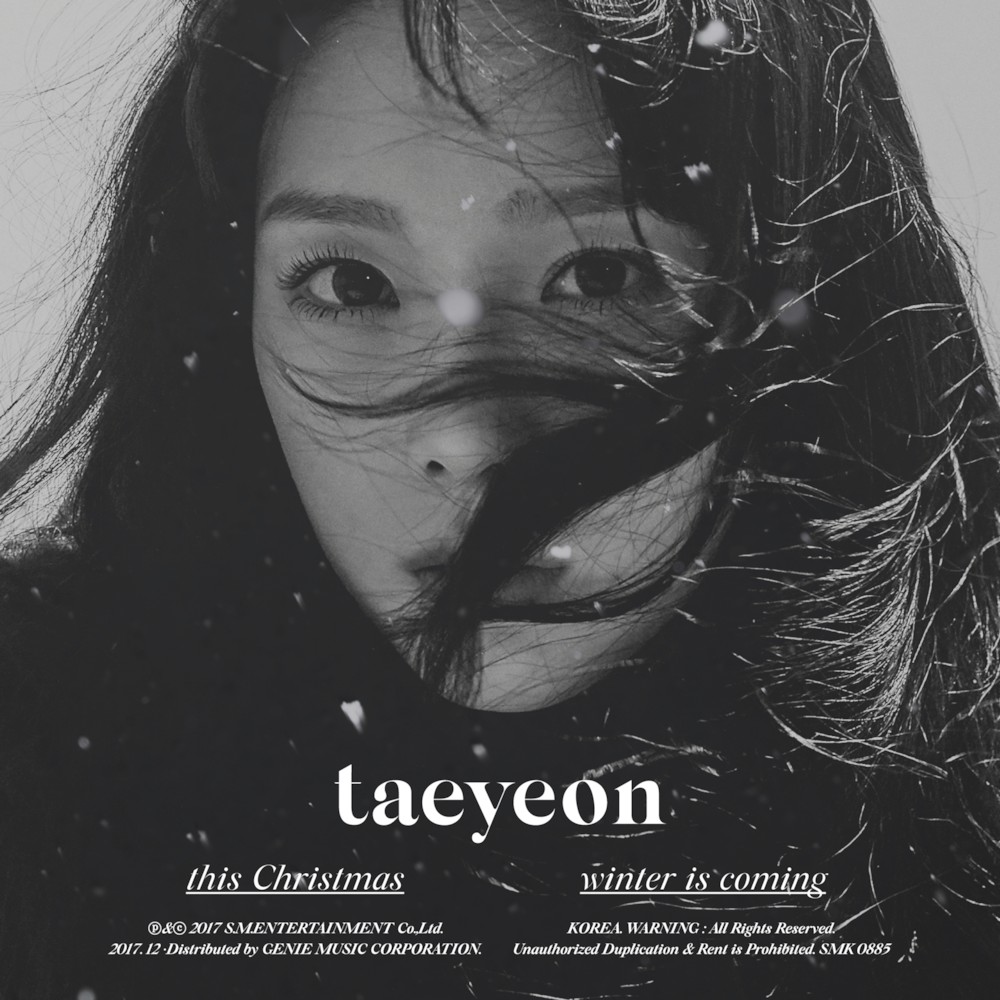 taeyeon
this Christmas
winter is coming
℗&© 2017 S.M.ENTERTAINMENT Co.,Ltd.
2017. 12 ·Distributed by GENIE MUSIC CORPORATION.
KOREA. WARNING : All Rights Reserved.
Unauthorized Duplication & Rent is Prohibited. SMK 0885